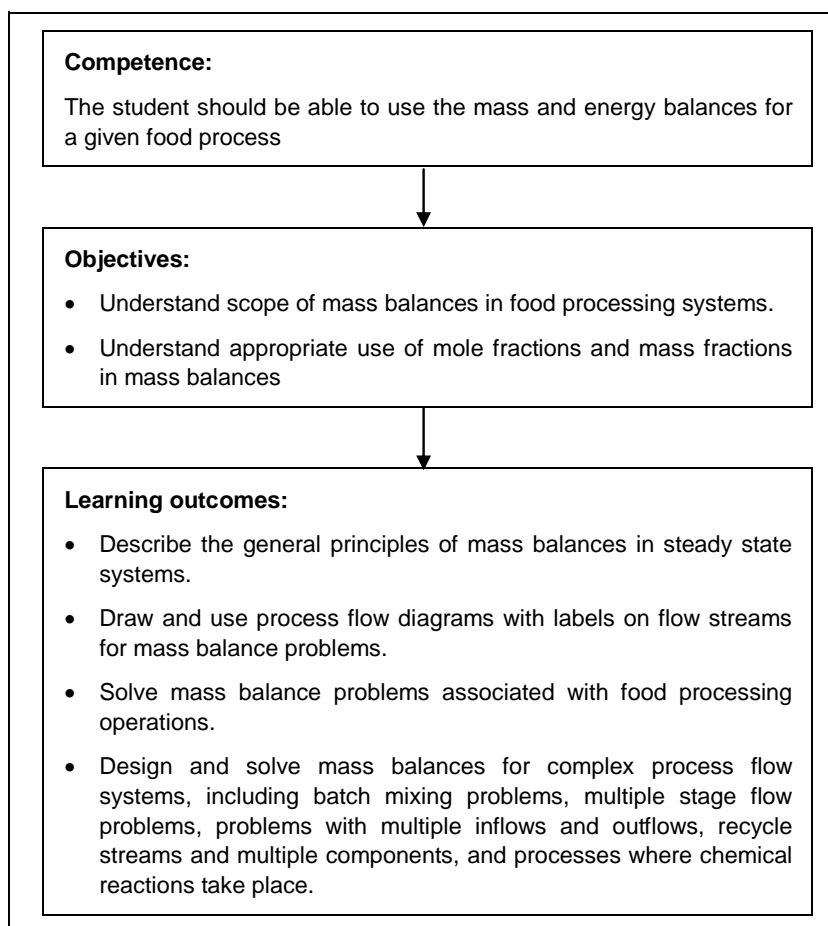 Competence:
The student should be able to use the mass and energy balances for
a given food process
Objectives:
• Understand scope of mass balances in food processing systems.
• Understand appropriate use of mole fractions and mass fractions
in mass balances
Learning outcomes:
• Describe the general principles of mass balances in steady state
systems.
• Draw and use process flow diagrams with labels on flow streams
for mass balance problems.
• Solve mass balance problems associated with food processing
operations.
• Design and solve mass balances for complex process flow
systems, including batch mixing problems, multiple stage flow
problems, problems with multiple inflows and outflows, recycle
streams and multiple components, and processes where chemical
reactions take place.